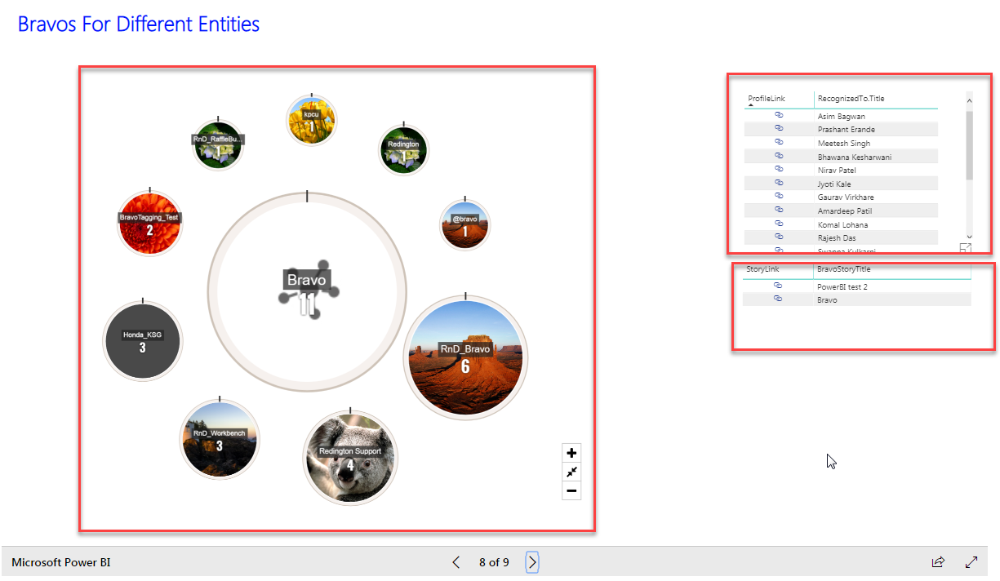 Bravos For Different Entities
kpcu
1
RnD_RaffleBu...
1
Redington
1
BravoTagging_Test
2
@bravo
1
Bravo
11
Honda_KSG
3
RnD_Bravo
6
RnD_Workbench
3
Redington Support
4
ProfileLink RecognizedTo.Title
Asim Bagwan
Prashant Erande
Meetesh Singh
Bhawana Kesharwani
Nirav Patel
Jyoti Kale
Gaurav Virkhare
Amardeep Patil
Komal Lohana
Rajesh Das
Swapna Kulkarni
StoryLink BravoStoryTitle
PowerBI test 2
Bravo
Microsoft Power BI 8 of 9